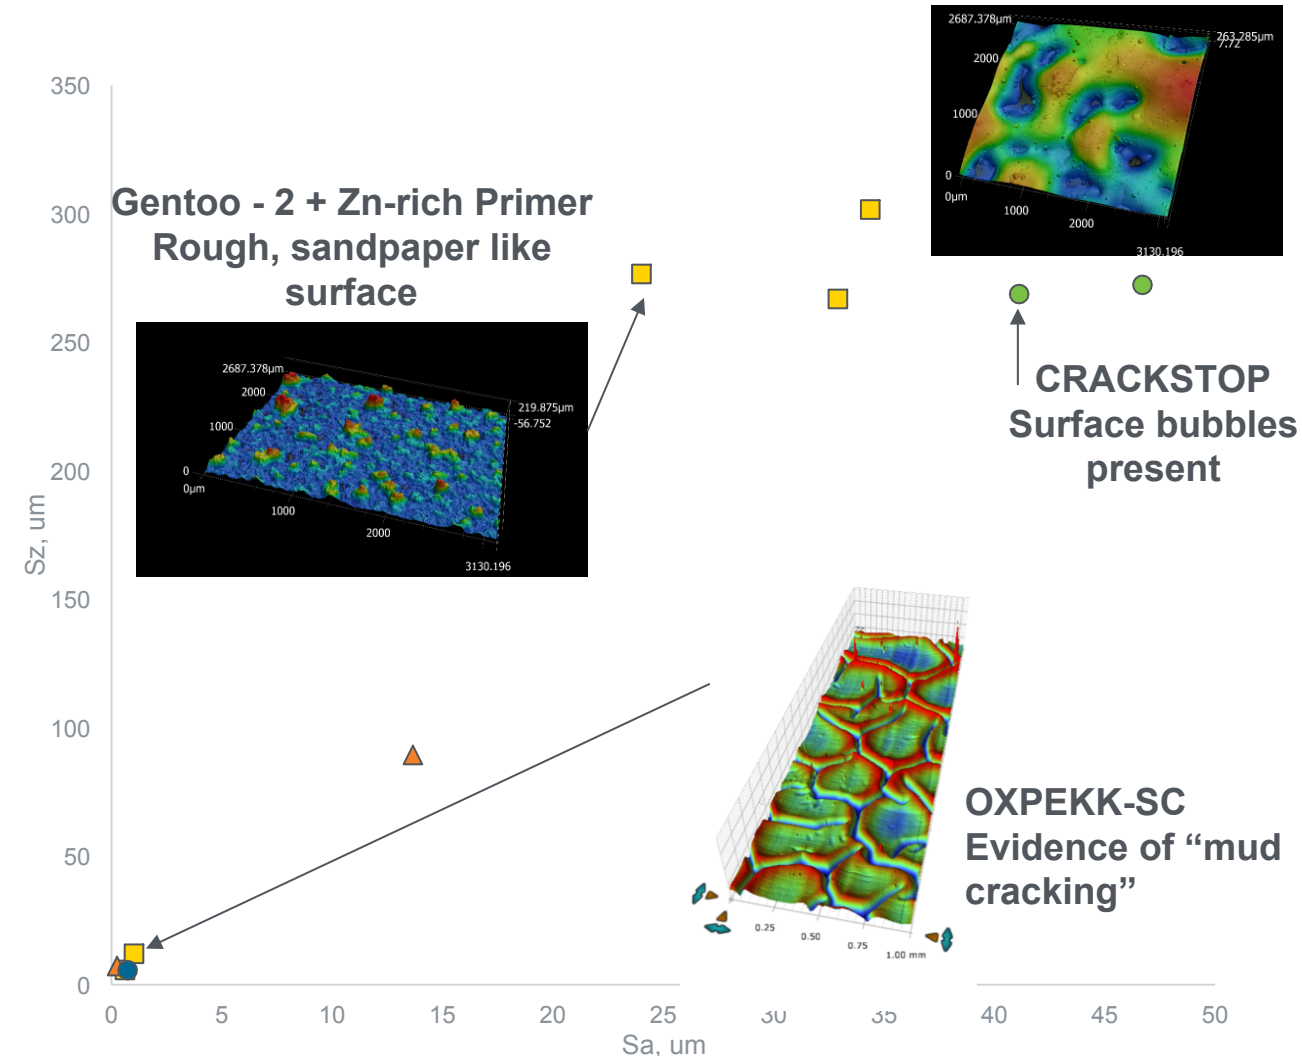 2687.378µm
263.285µm
7.72
2000
1000
0
0µm
1000
2000
3130.196
350
300
250
200
150
100
50
0
Sz, um
Gentoo - 2 + Zn-rich Primer
Rough, sandpaper like
surface
2687.378µm
2000
1000
0
0µm
1000
2000
3130.196
219.875µm
-56.752
CRACKSTOP
Surface bubbles
present
OXPEKK-SC
Evidence of “mud
cracking”
0.25
0.50
0.75
1.00 mm
0
5
10
15
20
25
30
35
40
45
50
Sa, um